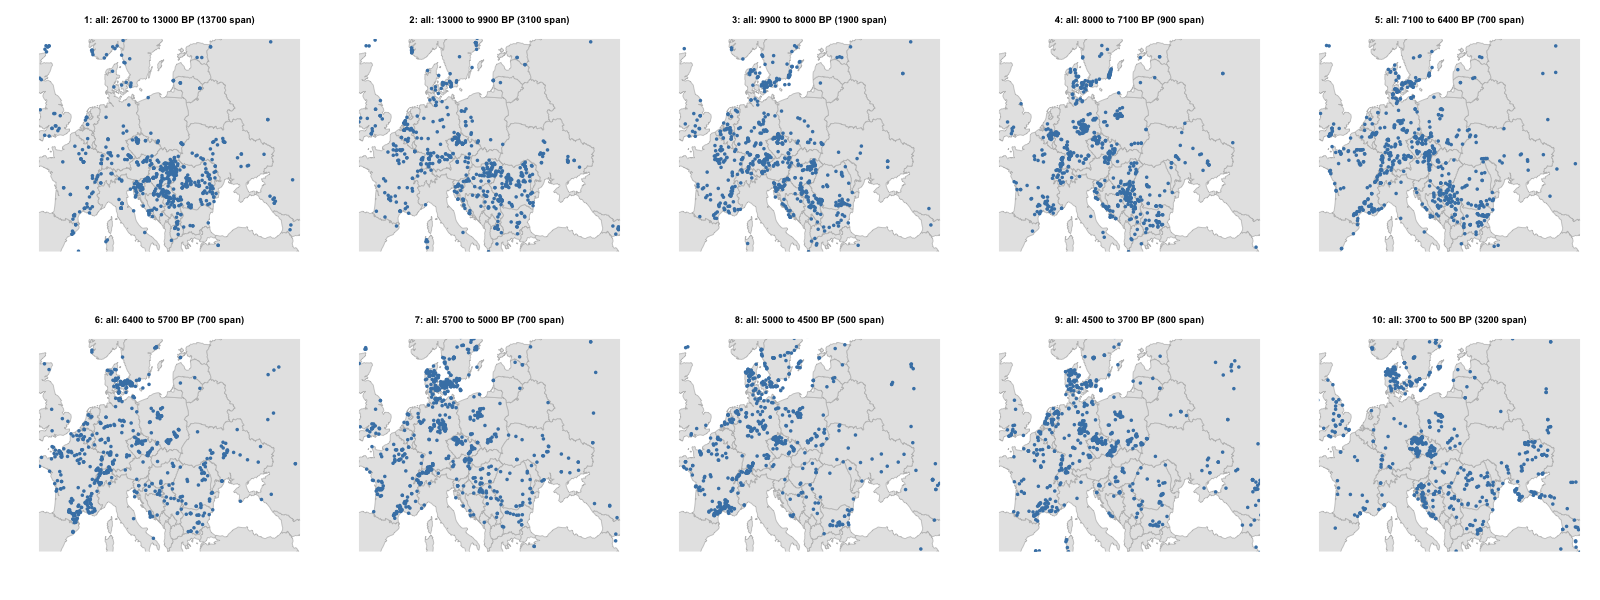 1: all: 26700 to 13000 BP (13700 span)
2: all: 13000 to 9900 BP (3100 span)
3: all: 9900 to 8000 BP (1900 span)
4: all: 8000 to 7100 BP (900 span)
5: all: 7100 to 6400 BP (700 span)
6: all: 6400 to 5700 BP (700 span)
7: all: 5700 to 5000 BP (700 span)
8: all: 5000 to 4500 BP (500 span)
9: all: 4500 to 3700 BP (800 span)
10: all: 3700 to 500 BP (3200 span)